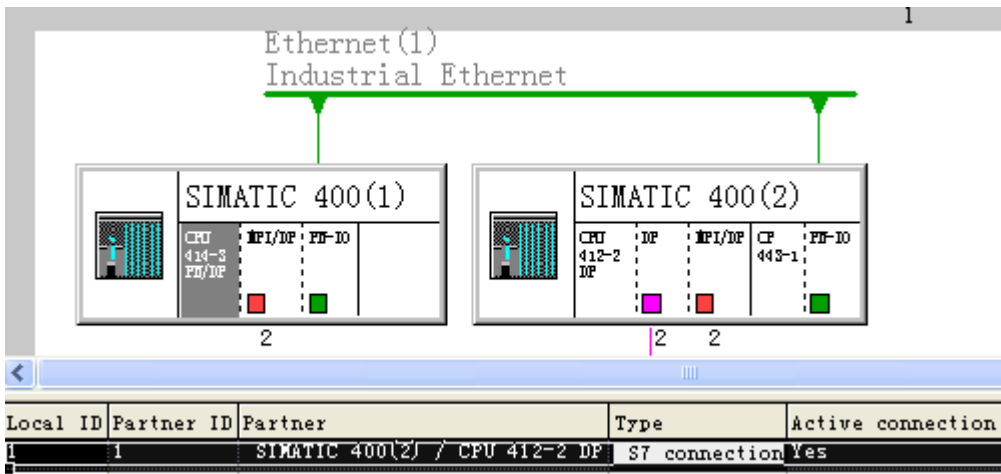 1
Ethernet(1)
Industrial Ethernet
SIMATIC 400(1)
CPU 414-3 PN/DP
MPI/DP
PN-IO
2
SIMATIC 400(2)
CPU 412-2 DP
DP
MPI/DP
CP 443-1
PN-IO
2 2
Local ID Partner ID Partner Type Active connection
1 1 SIMATIC 400(2) / CPU 412-2 DP S7 connection Yes